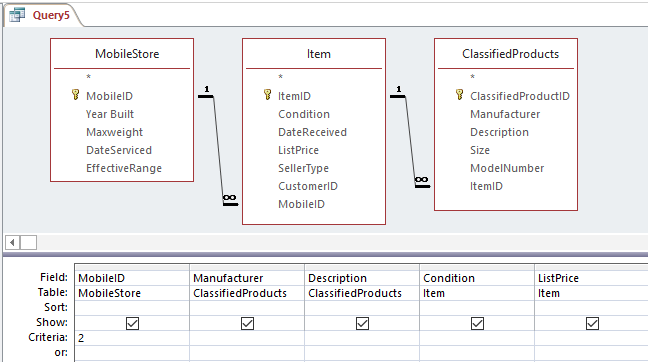 Query5
MobileStore
*
MobileID
Year Built
Maxweight
DateServiced
EffectiveRange
1
∞
Item
*
ItemID
Condition
DateReceived
ListPrice
SellerType
CustomerID
MobileID
1
∞
ClassifiedProducts
*
ClassifiedProductID
Manufacturer
Description
Size
ModelNumber
ItemID
Field: MobileID Manufacturer Description Condition ListPrice
Table: MobileStore ClassifiedProducts ClassifiedProducts Item Item
Sort:
Show:
Criteria: 2
or: